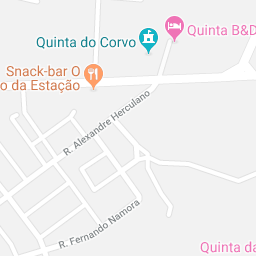 Quinta B&D
Quinta do Corvo
Snack-bar O
o da Estação
R. Alexandre Herculano
R. Fernando Namora
Quinta da